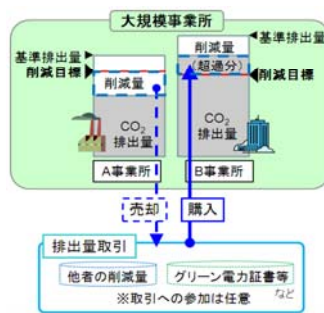 大規模事業所
基準排出量
削減目標
削減量
CO2
排出量
A事業所
削減量
(超過分)
CO2
排出量
B事業所
基準排出量
削減目標
売却
購入
排出量取引
他者の削減量
グリーン電力証書等
など
※取引への参加は任意